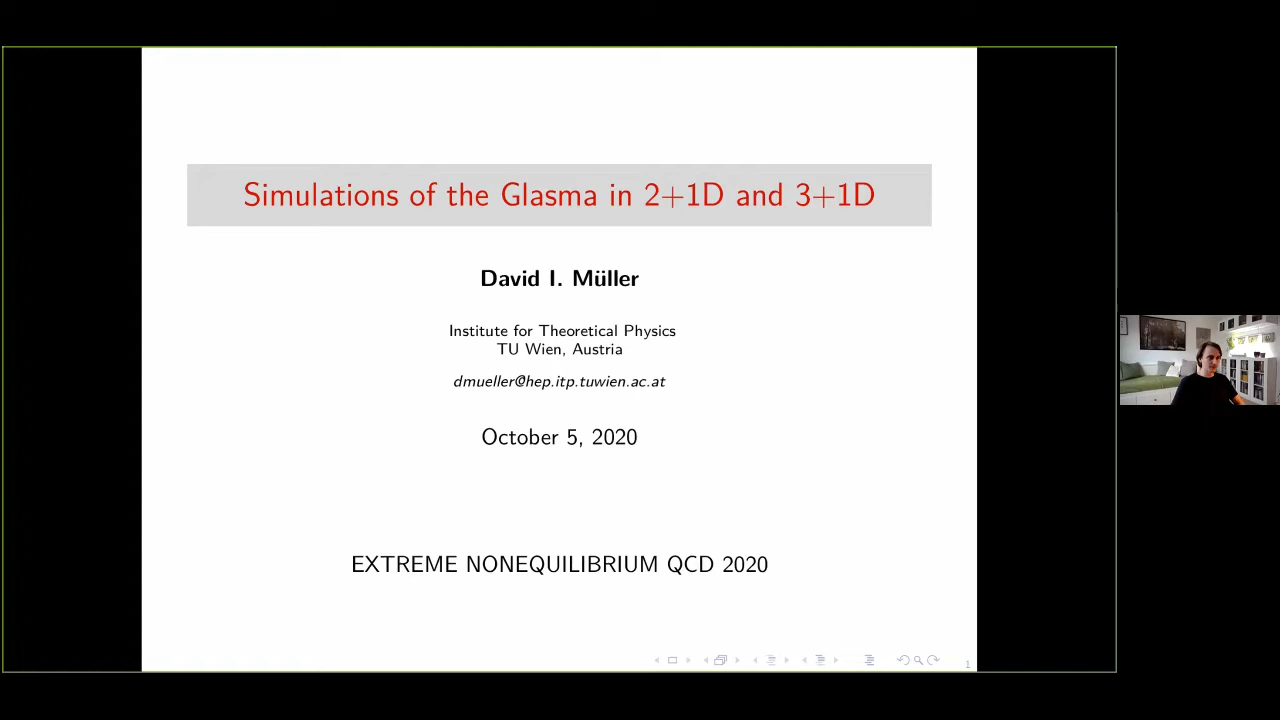 Simulations of the Glasma in 2+1D and 3+1D
David I. Müller
Institute for Theoretical Physics
TU Wien, Austria
dmueller@hep.itp.tuwien.ac.at
October 5, 2020
EXTREME NONEQUILIBRIUM QCD 2020
1